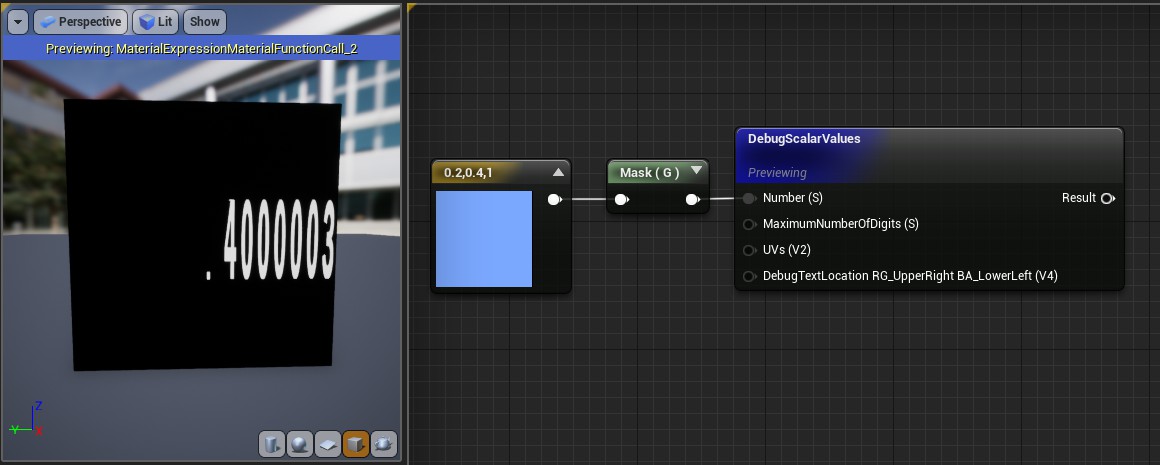 Perspective
Lit
Show
Previewing: MaterialExpressionMaterialFunctionCall_2
.4000003
Z
Y
X
0.2,0.4,1
Mask ( G )
DebugScalarValues
Previewing
Number (S)
Result
MaximumNumberOfDigits (S)
UVs (V2)
DebugTextLocation RG_UpperRight BA_LowerLeft (V4)